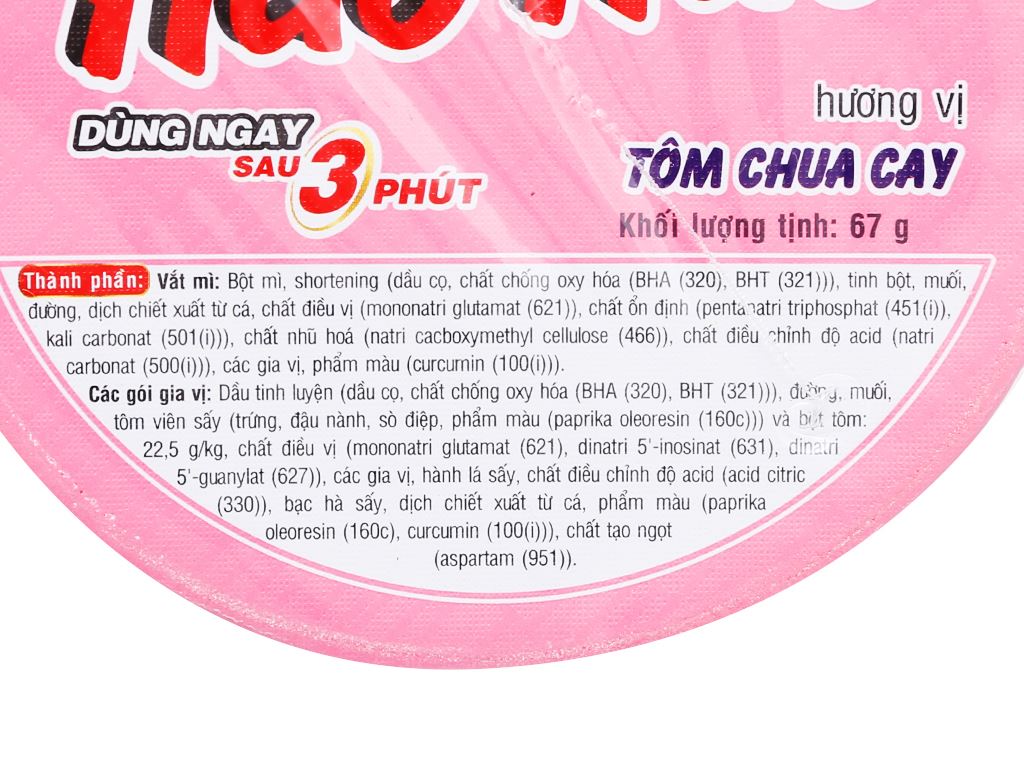 Hảo Hảo
DÙNG NGAY
SAU 3 PHÚT
hương vị
TÔM CHUA CAY
Khối lượng tịnh: 67 g
Thành phần: Vắt mì: Bột mì, shortening (dầu cọ, chất chống oxy hóa (BHA (320), BHT (321))), tinh bột, muối,
đường, dịch chiết xuất từ cá, chất điều vị (mononatri glutamat (621)), chất ổn định (pentanatri triphosphat (451(i)),
kali carbonat (501(i))), chất nhũ hoá (natri cacboxymethyl cellulose (466)), chất điều chỉnh độ acid (natri
carbonat (500(i))), các gia vị, phẩm màu (curcumin (100(i))).
Các gói gia vị: Dầu tinh luyện (dầu cọ, chất chống oxy hóa (BHA (320), BHT (321))), đường, muối,
tôm viên sấy (trứng, đậu nành, sò điệp, phẩm màu (paprika oleoresin (160c))) và bột tôm:
22,5 g/kg, chất điều vị (mononatri glutamat (621), dinatri 5'-inosinat (631), dinatri
5'-guanylat (627)), các gia vị, hành lá sấy, chất điều chỉnh độ acid (acid citric
(330)), bạc hà sấy, dịch chiết xuất từ cá, phẩm màu (paprika
oleoresin (160c), curcumin (100(i))), chất tạo ngọt
(aspartam (951)).